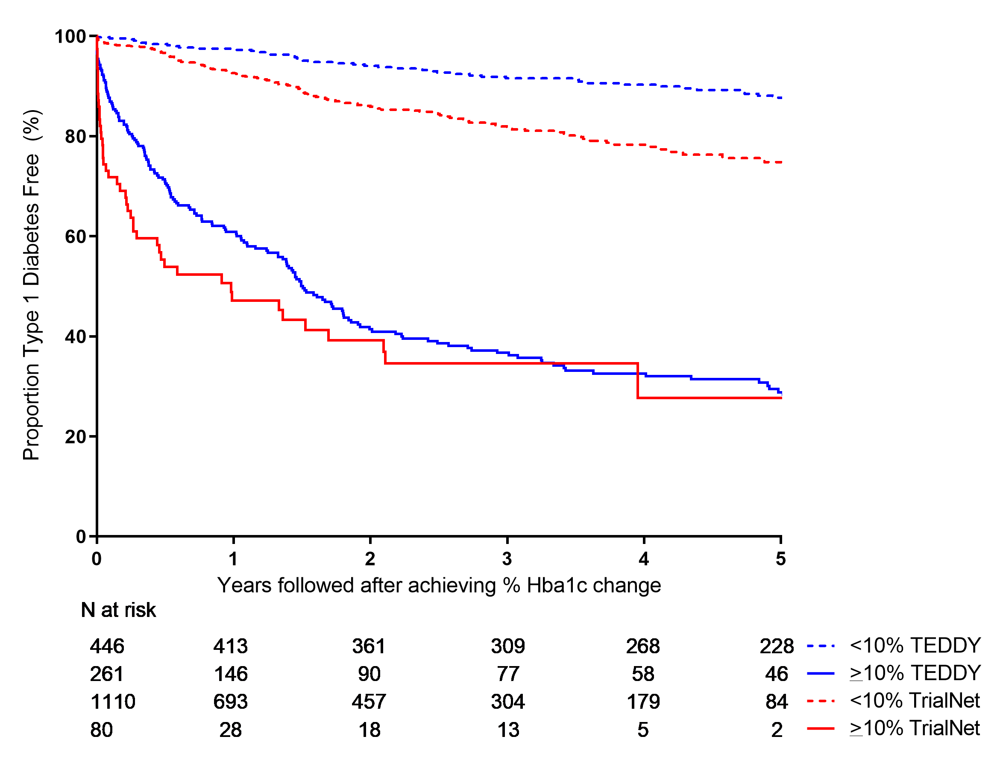 Proportion Type 1 Diabetes Free (%)
100
80
60
40
20
0
0 1 2 3 4 5
Years followed after achieving % Hba1c change
N at risk
446 413 361 309 268 228 <10% TEDDY
261 146 90 77 58 46 ≥10% TEDDY
1110 693 457 304 179 84 <10% TrialNet
80 28 18 13 5 2 ≥10% TrialNet